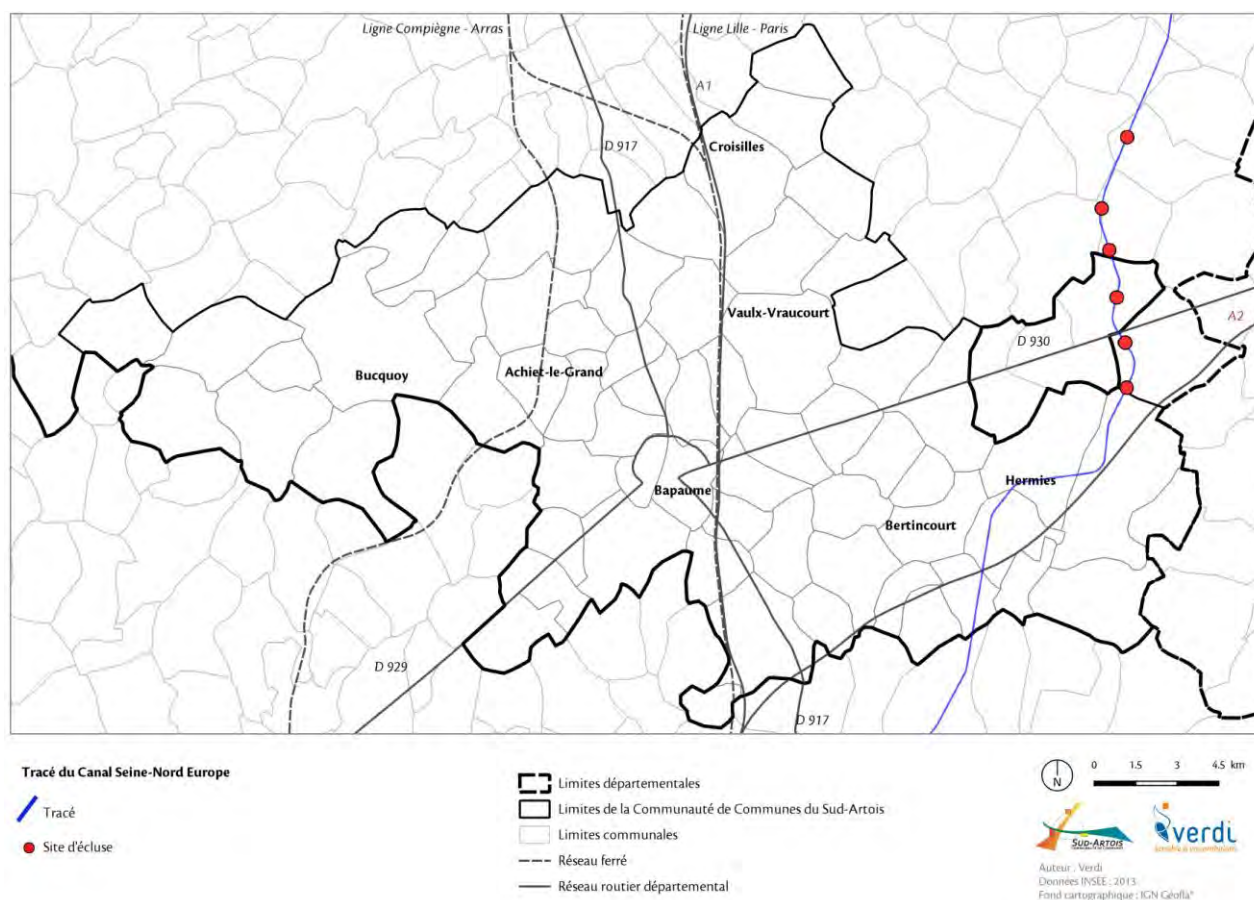 Ligne Compiègne - Arras
Ligne Lille - Paris
A1
D 917
Croisilles
Vaulx-Vraucourt
A2
D 930
Bucquoy
Achiet-le-Grand
Hermies
Bapaume
Bertincourt
D 929
D 917
Tracé du Canal Seine-Nord Europe
Tracé
Site d'écluse
Limites départementales
Limites de la Communauté de Communes du Sud-Artois
Limites communales
Réseau ferré
Réseau routier départemental
N
0 1.5 3 4.5 km
SUD-ARTOIS
verdi
Auteur : Verdi
Données INSEE : 2013
Fond cartographique : IGN Géofla®